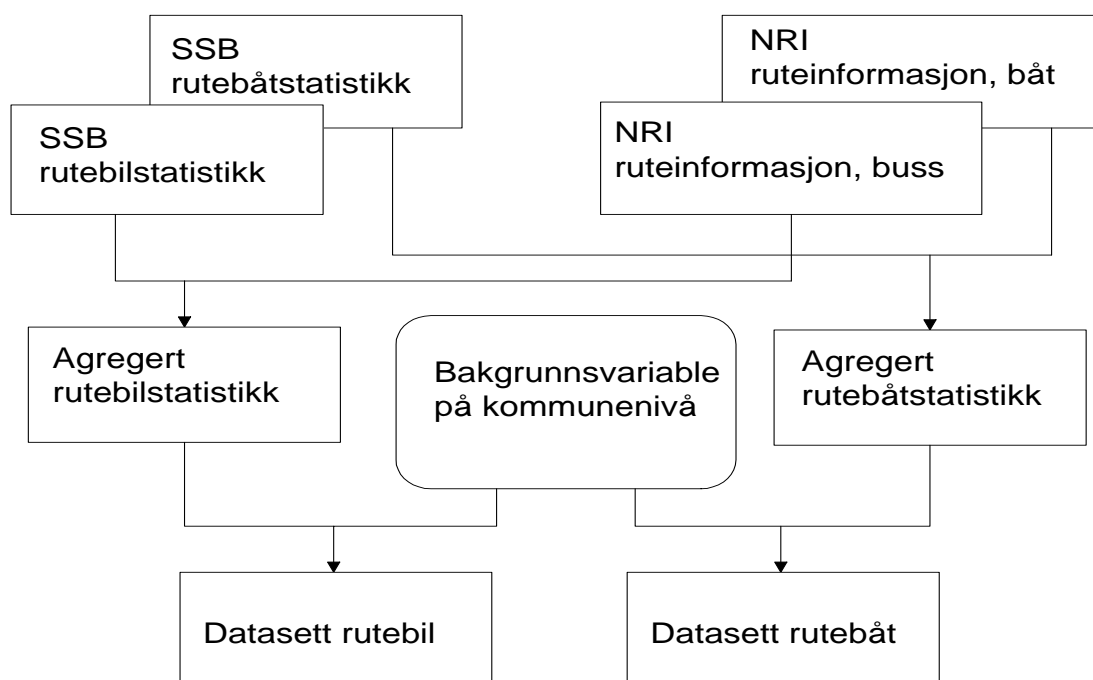 SSB
rutebåtstatistikk
NRI
ruteinformasjon, båt
SSB
rutebilstatistikk
NRI
ruteinformasjon, buss
Agregert
rutebilstatistikk
Bakgrunnsvariable
på kommunenivå
Agregert
rutebåtstatistikk
Datasett rutebil
Datasett rutebåt